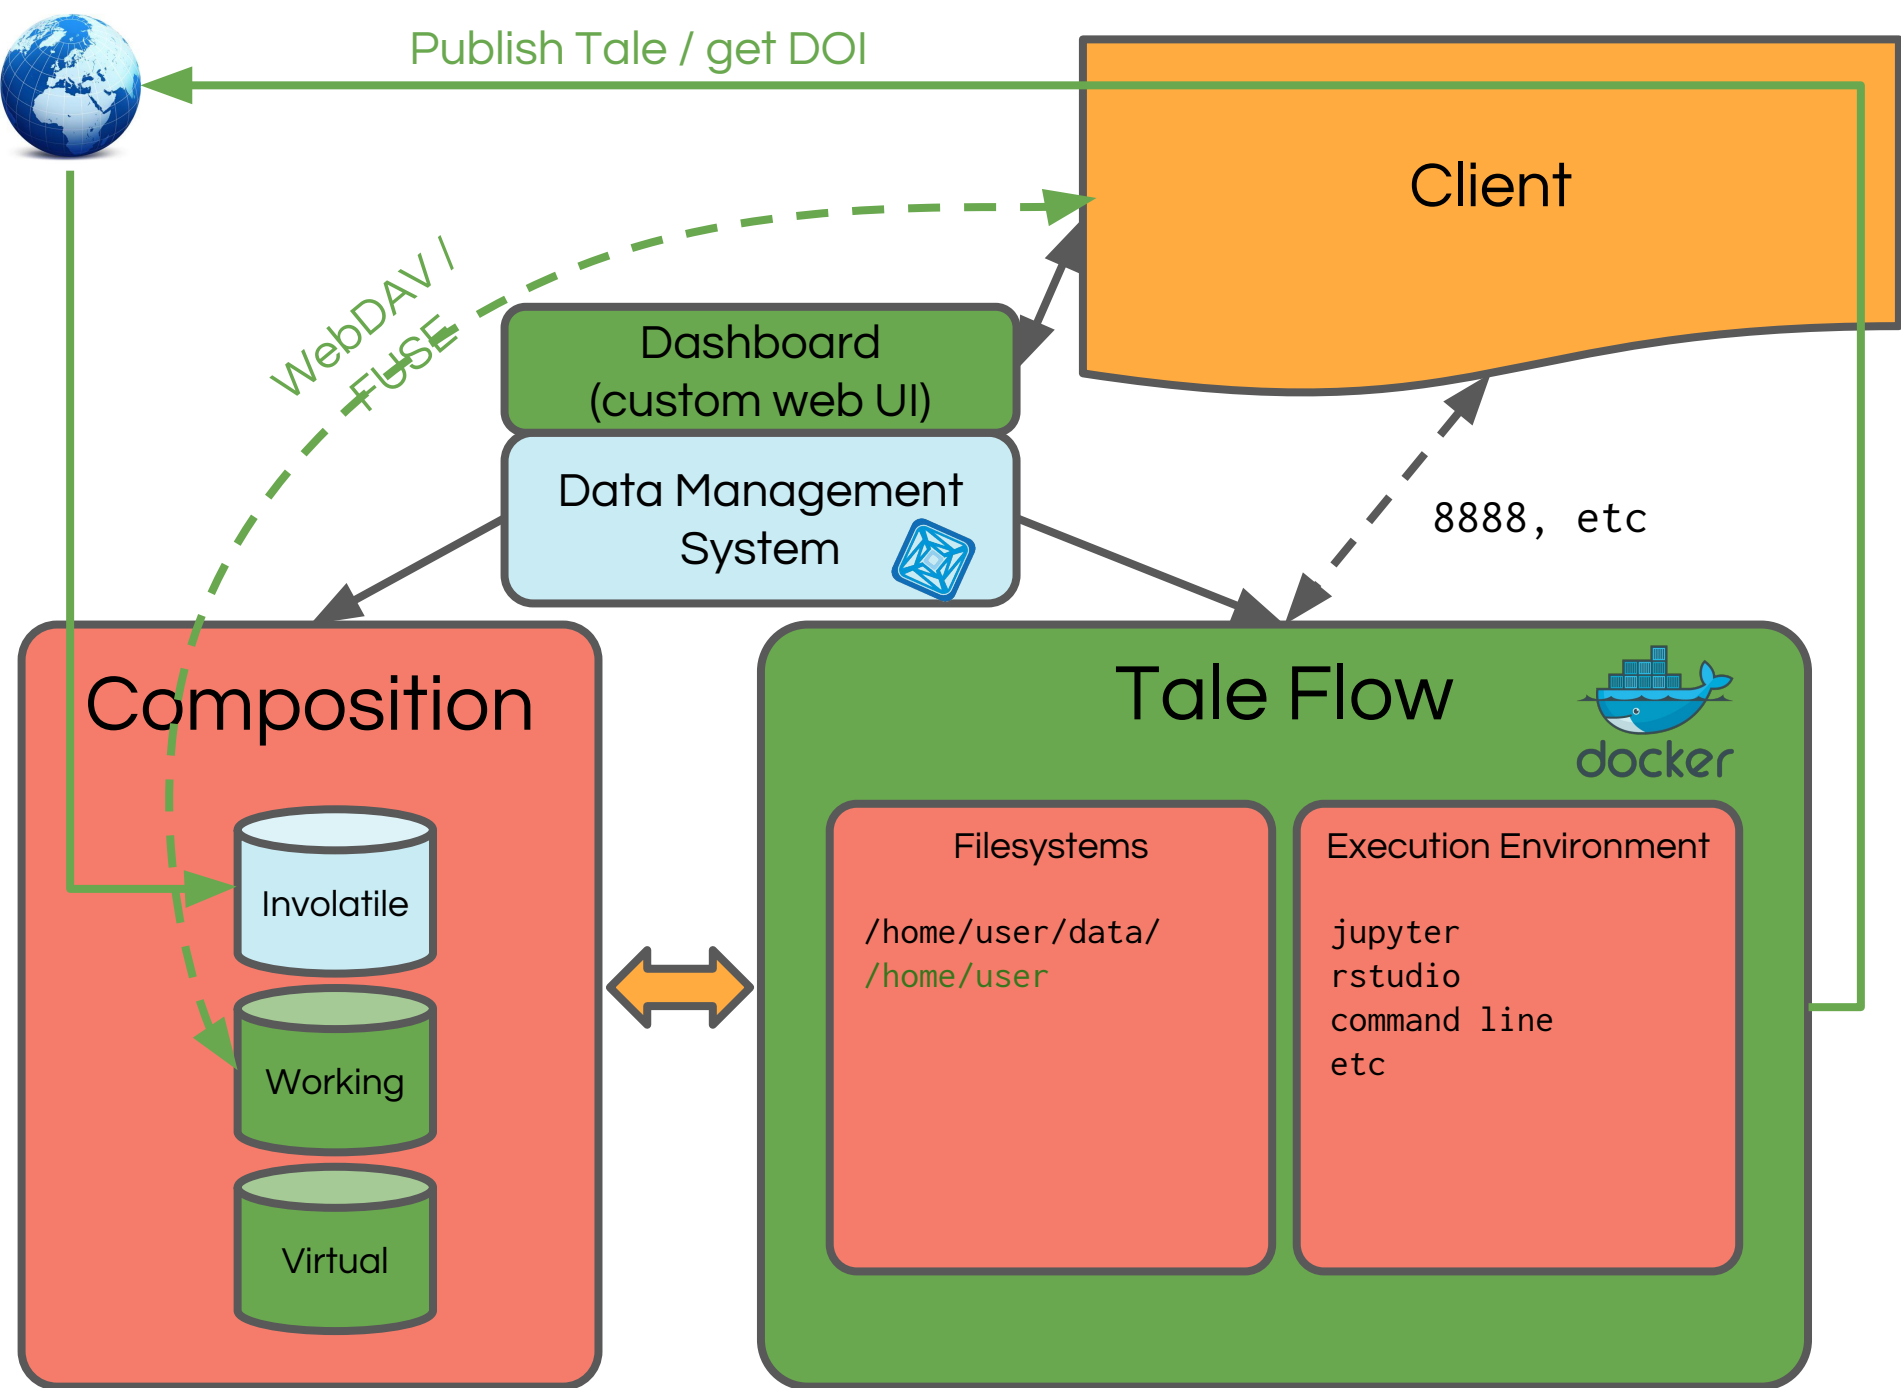 Publish Tale / get DOI
Client
WebDAV /
FUSE
Dashboard
(custom web UI)
Data Management
System
8888, etc
Composition
Involatile
Working
Virtual
Tale Flow
docker
Filesystems
/home/user/data/
/home/user
Execution Environment
jupyter
rstudio
command line
etc